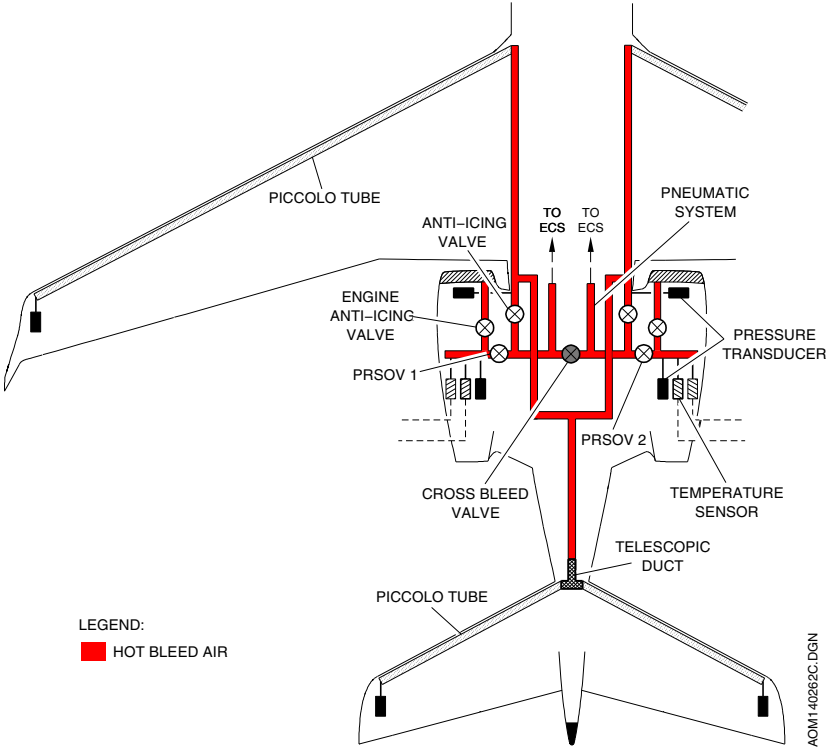 PICCOLO TUBE
ANTI–ICING
VALVE
TO
ECS
TO
ECS
PNEUMATIC
SYSTEM
ENGINE
ANTI–ICING
VALVE
PRSOV 1
PRESSURE
TRANSDUCER
PRSOV 2
CROSS BLEED
VALVE
TEMPERATURE
SENSOR
TELESCOPIC
DUCT
PICCOLO TUBE
LEGEND:
HOT BLEED AIR
AOM140262C.DGN